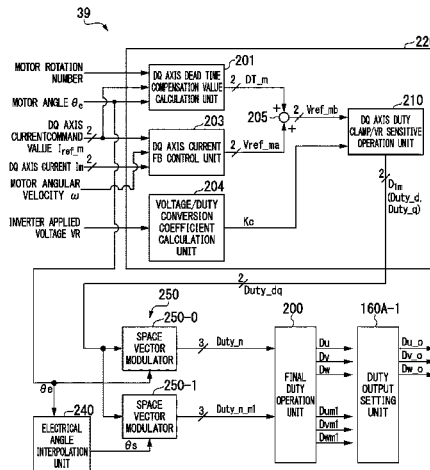 39
220
MOTOR ROTATION
NUMBER
MOTOR ANGLE θe
DQ AXIS
CURRENTCOMMAND
VALUE Iref_m
DQ AXIS CURRENT Im
MOTOR ANGULAR
VELOCITY ω
INVERTER APPLIED
VOLTAGE VR
201
DQ AXIS DEAD TIME
COMPENSATION VALUE
CALCULATION UNIT
2
DT_m
203
DQ AXIS CURRENT
FB CONTROL UNIT
2
Vref_ma
204
VOLTAGE/DUTY
CONVERSION
COEFFICIENT
CALCULATION
UNIT
Kc
205
+
+
2
Vref_mb
210
DQ AXIS DUTY
CLAMP/VR SENSITIVE
OPERATION UNIT
2
D1m
(Duty_d,
Duty_q)
2
Duty_dq
250
250-0
SPACE
VECTOR
MODULATOR
3
Duty_n
250-1
SPACE
VECTOR
MODULATOR
3
Duty_n_m1
θe
240
ELECTRICAL
ANGLE
INTERPOLATION
UNIT
θs
200
FINAL
DUTY
OPERATION
UNIT
Du
Dv
Dw
Dum1
Dvm1
Dwm1
160A-1
DUTY
OUTPUT
SETTING
UNIT
Du_o
Dv_o
Dw_o